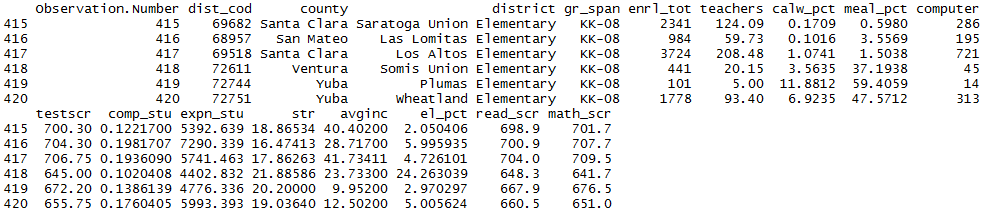 Observation.Number dist_cod county district gr_span enrl_tot teachers calw_pct meal_pct computer
415 415 69682 Santa Clara Saratoga Union Elementary KK-08 2341 124.09 0.1709 0.5980 286
416 416 68957 San Mateo Las Lomitas Elementary KK-08 984 59.73 0.1016 3.5569 195
417 417 69518 Santa Clara Los Altos Elementary KK-08 3724 208.48 1.0741 1.5038 721
418 418 72611 Ventura Somis Union Elementary KK-08 441 20.15 3.5635 37.1938 45
419 419 72744 Yuba Plumas Elementary KK-08 101 5.00 11.8812 59.4059 14
420 420 72751 Yuba Wheatland Elementary KK-08 1778 93.40 6.9235 47.5712 313
testscr comp_stu expn_stu str avginc el_pct read_scr math_scr
415 700.30 0.1221700 5392.639 18.86534 40.40200 2.050406 698.9 701.7
416 704.30 0.1981707 7290.339 16.47413 28.71700 5.995935 700.9 707.7
417 706.75 0.1936090 5741.463 17.86263 41.73411 4.726101 704.0 709.5
418 645.00 0.1020408 4402.832 21.88586 23.73300 24.263039 648.3 641.7
419 672.20 0.1386139 4776.336 20.20000 9.95200 2.970297 667.9 676.5
420 655.75 0.1760405 5993.393 19.03640 12.50200 5.005624 660.5 651.0